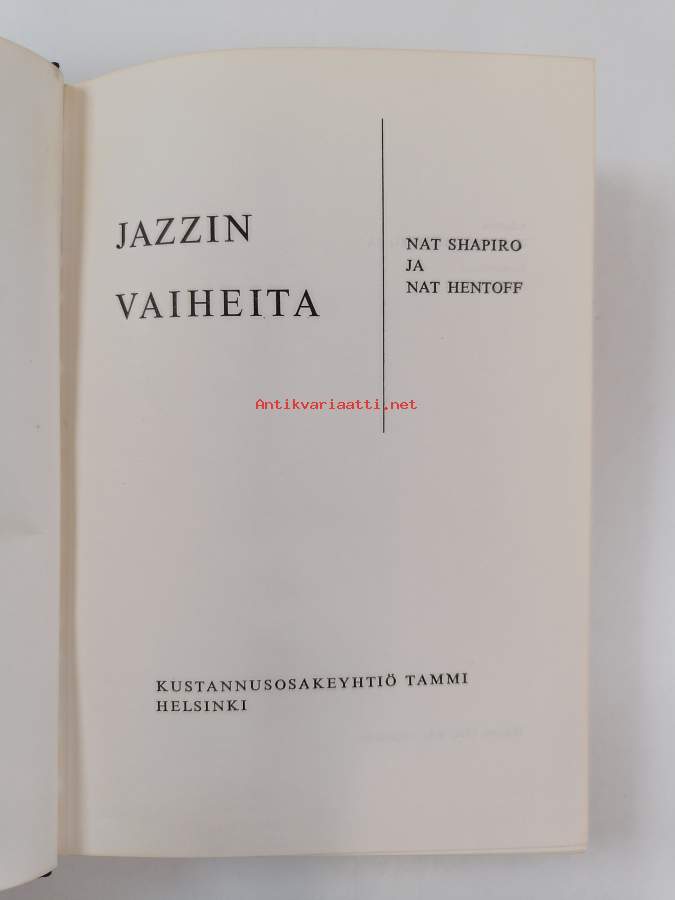 JAZZIN
VAIHEITA
NAT SHAPIRO
JA
NAT HENTOFF
Antikvariaatti.net
KUSTANNUSOSAKEYHTIÖ TAMMI
HELSINKI